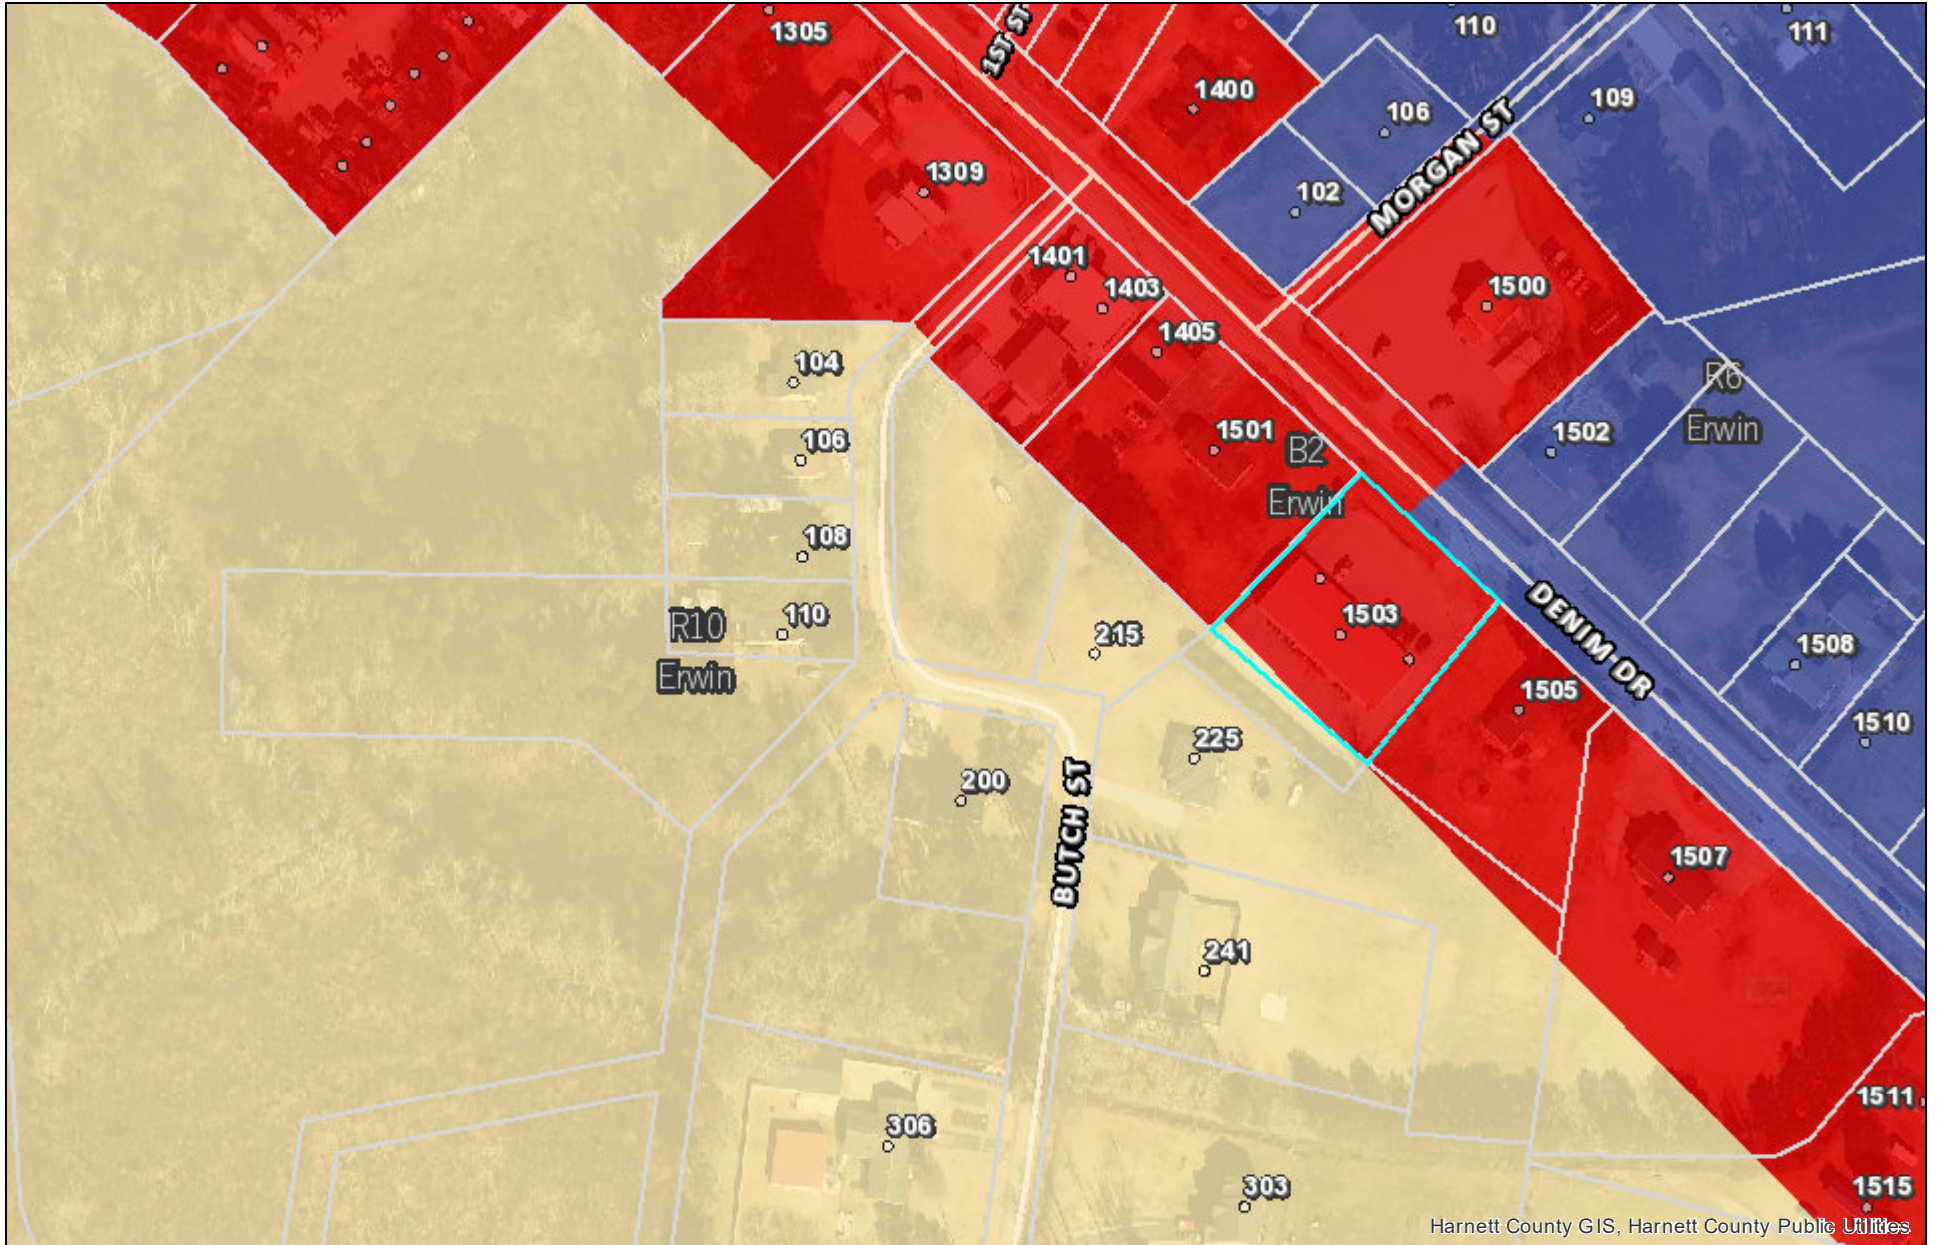 1305
1ST ST
110
111
1400
106
109
MORGAN ST
1309
102
1401
1403
1500
1405
104
R6
Erwin
106
1501
B2
Erwin
1502
108
110
R10
Erwin
215
1503
DENIM DR
1508
1505
1510
225
200
BUTCH ST
1507
241
1511
306
303
1515
Harnett County GIS, Harnett County Public Utilities